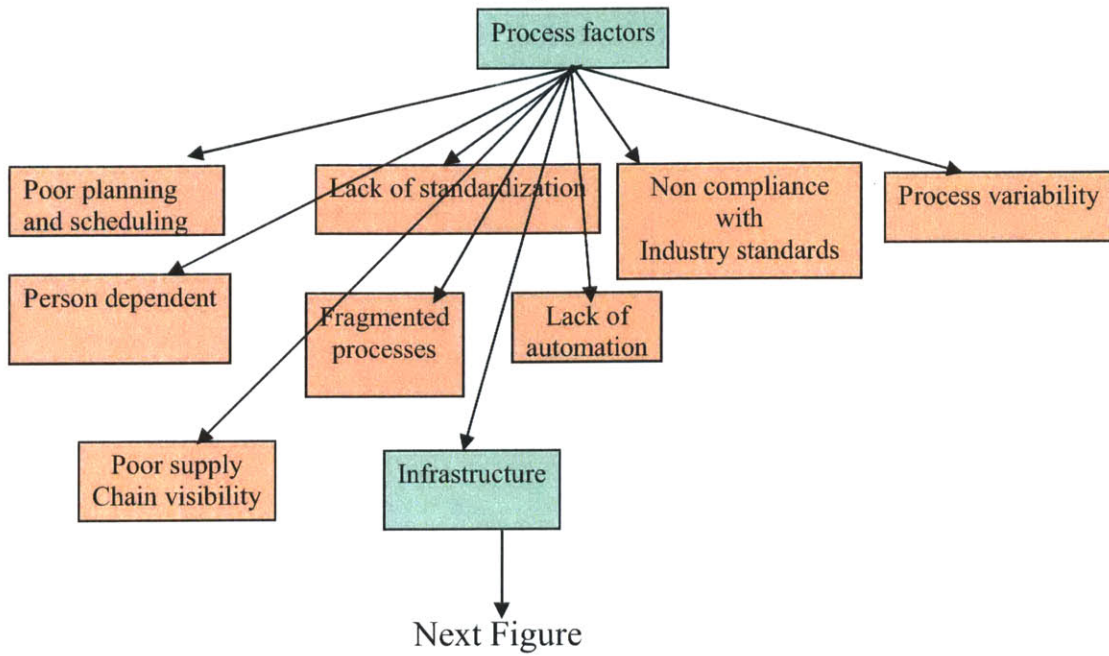 Process factors
Poor planning
and scheduling
Lack of standardization
Non compliance
with
Industry standards
Process variability
Person dependent
Fragmented
processes
Lack of
automation
Poor supply
Chain visibility
Infrastructure
Next Figure